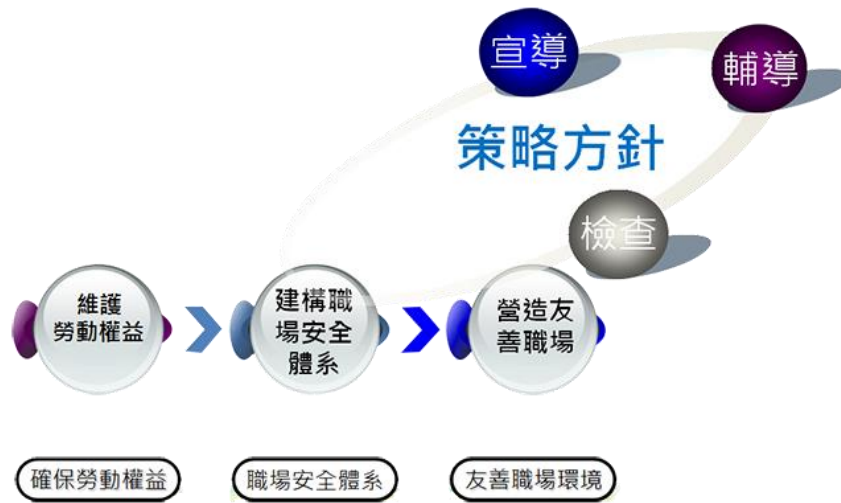 宣導
輔導
策略方針
檢查
維護
勞動權益
建構職
場安全
體系
營造友
善職場
確保勞動權益
職場安全體系
友善職場環境